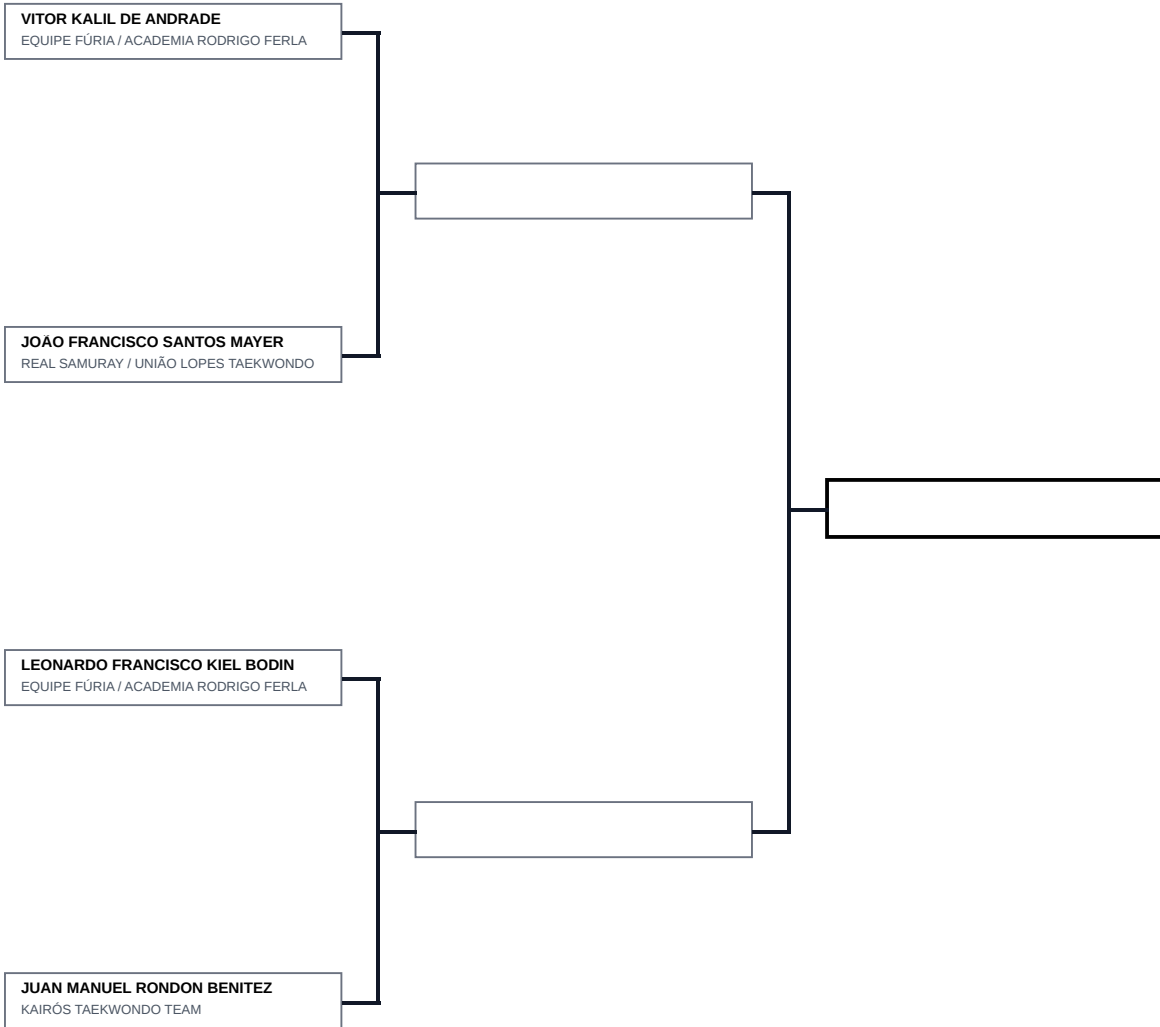 VITOR KALIL DE ANDRADE
EQUIPE FÚRIA / ACADEMIA RODRIGO FERLA
JOÃO FRANCISCO SANTOS MAYER
REAL SAMURAY / UNIÃO LOPES TAEKWONDO
LEONARDO FRANCISCO KIEL BODIN
EQUIPE FÚRIA / ACADEMIA RODRIGO FERLA
JUAN MANUEL RONDON BENITEZ
KAIRÓS TAEKWONDO TEAM